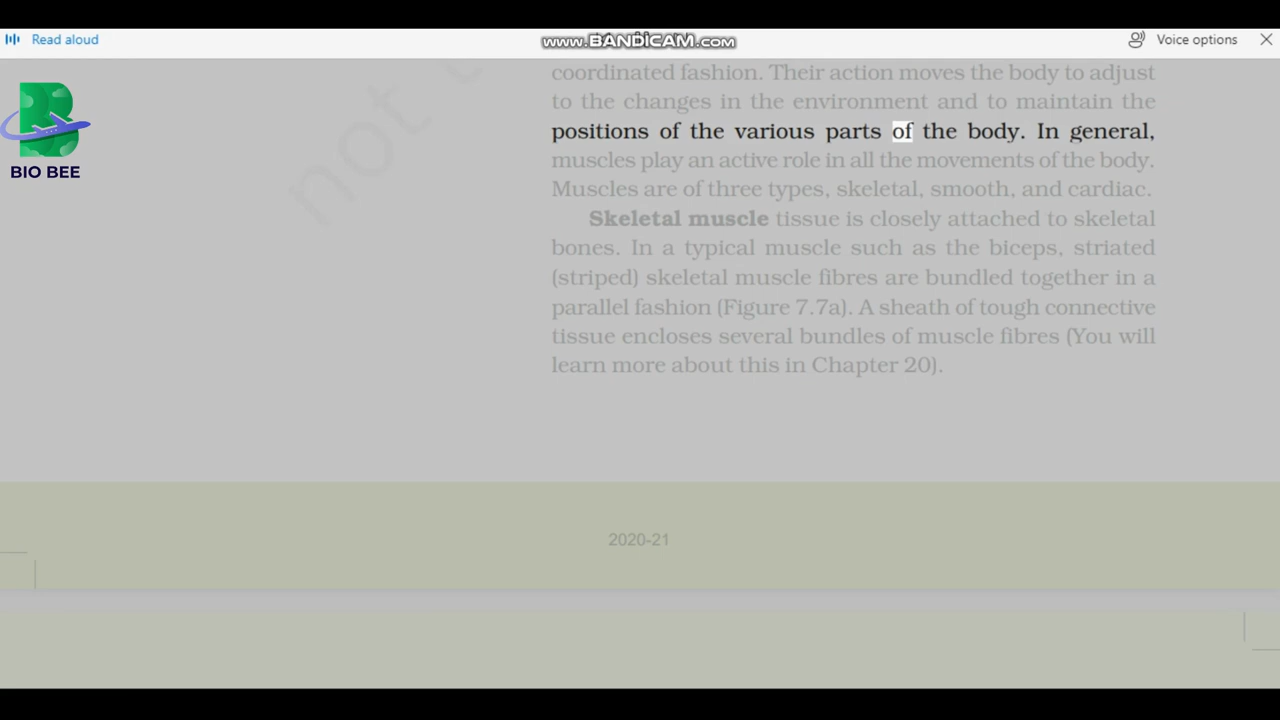 Read aloud
www.BANDICAM.com
Voice options
BIO BEE
not t
coordinated fashion. Their action moves the body to adjust
to the changes in the environment and to maintain the
positions of the various parts of the body. In general,
muscles play an active role in all the movements of the body.
Muscles are of three types, skeletal, smooth, and cardiac.
Skeletal muscle tissue is closely attached to skeletal
bones. In a typical muscle such as the biceps, striated
(striped) skeletal muscle fibres are bundled together in a
parallel fashion (Figure 7.7a). A sheath of tough connective
tissue encloses several bundles of muscle fibres (You will
learn more about this in Chapter 20).
2020-21